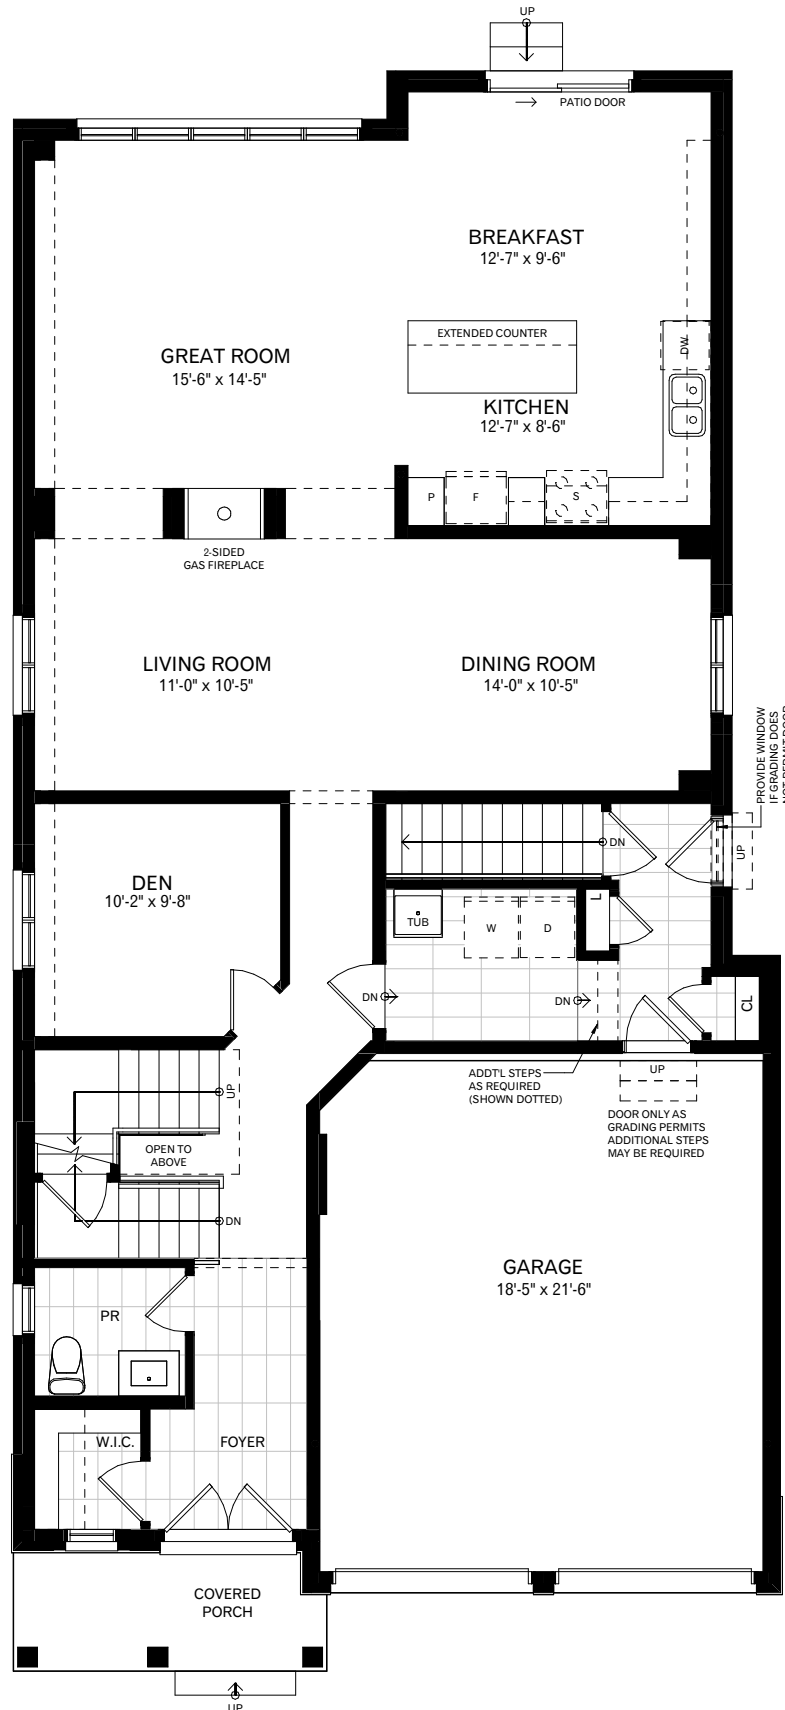 UP
PATIO DOOR
BREAKFAST
12'-7" x 9'-6"
EXTENDED COUNTER
DW
GREAT ROOM
15'-6" x 14'-5"
KITCHEN
12'-7" x 8'-6"
P
F
S
2-SIDED
GAS FIREPLACE
LIVING ROOM
11'-0" x 10'-5"
DINING ROOM
14'-0" x 10'-5"
PROVIDE WINDOW
IF GRADING DOES
NOT PERMIT DOOR
DN
UP
DEN
10'-2" x 9'-8"
L
TUB
W
D
DN
DN
CL
ADDT'L STEPS
AS REQUIRED
(SHOWN DOTTED)
UP
DOOR ONLY AS
GRADING PERMITS
ADDITIONAL STEPS
MAY BE REQUIRED
UP
OPEN TO
ABOVE
DN
GARAGE
18'-5" x 21'-6"
PR
W.I.C.
FOYER
COVERED
PORCH
UP